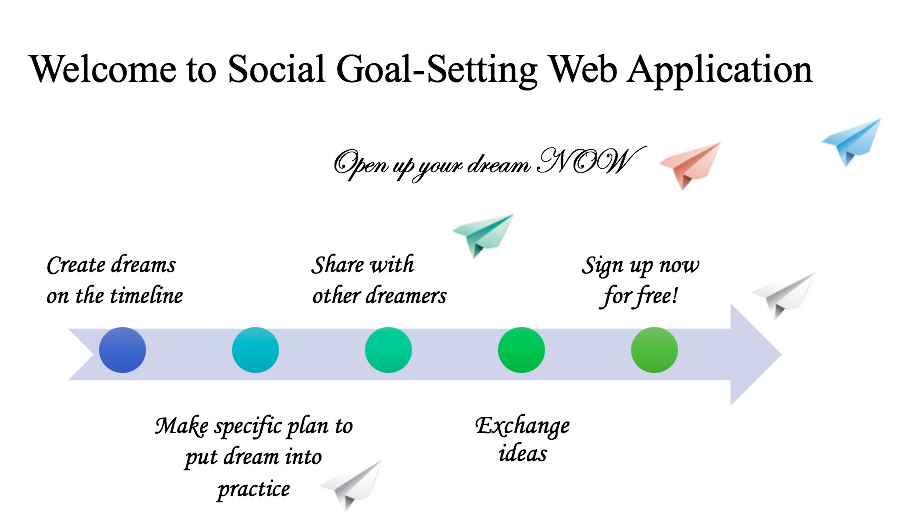 Welcome to Social Goal-Setting Web Application
Open up your dream NOW
Create dreams
on the timeline
Make specific plan to
put dream into
practice
Share with
other dreamers
Exchange
ideas
Sign up now
for free!